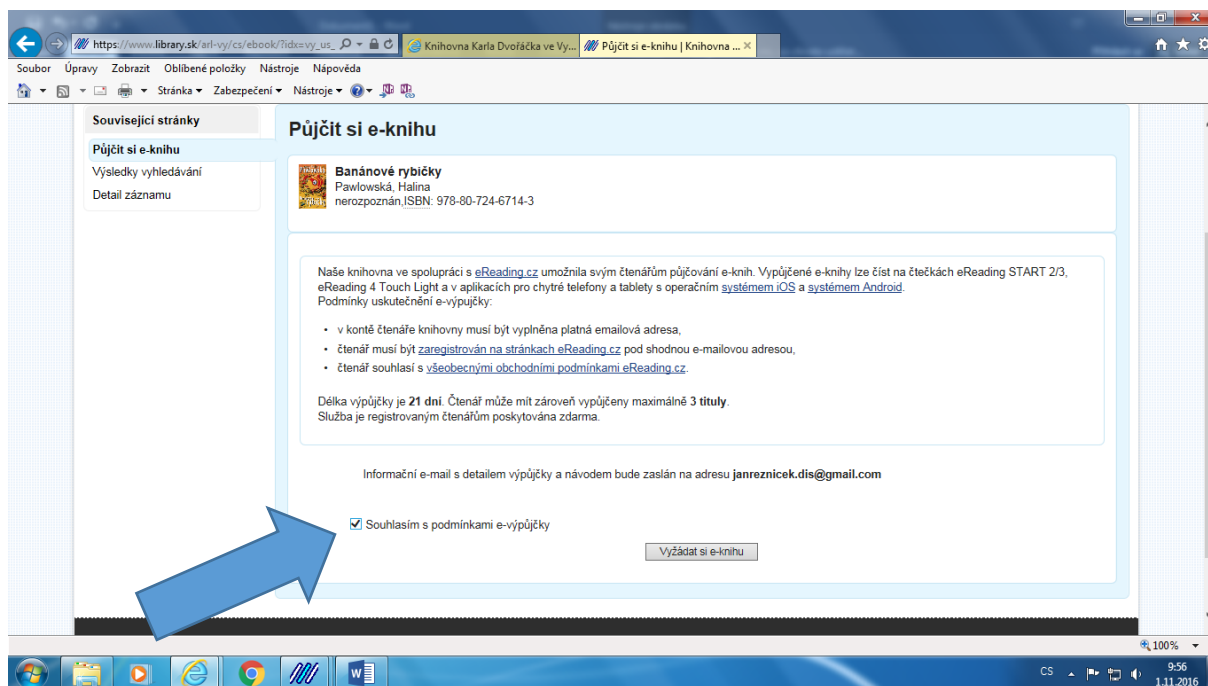 https://www.library.sk/arl-vy/cs/ebook/?idx=vy_us_
Knihovna Karla Dvořáčka ve Vy...
Půjčit si e-knihu | Knihovna ...
Soubor Úpravy Zobrazit Oblíbené položky Nástroje Nápověda
Stránka Zabezpečení Nástroje
Související stránky
Půjčit si e-knihu
Výsledky vyhledávání
Detail záznamu
Půjčit si e-knihu
Banánové rybičky
Pawlowská, Halina
nerozpoznán,ISBN: 978-80-724-6714-3
Naše knihovna ve spolupráci s eReading.cz umožnila svým čtenářům půjčování e-knih. Vypůjčené e-knihy lze číst na čtečkách eReading START 2/3,
eReading 4 Touch Light a v aplikacích pro chytré telefony a tablety s operačním systémem iOS a systémem Android.
Podmínky uskutečnění e-výpujčky:
• v kontě čtenáře knihovny musí být vyplněna platná emailová adresa,
• čtenář musí být zaregistrován na stránkach eReading.cz pod shodnou e-mailovou adresou,
• čtenář souhlasí s všeobecnými obchodními podmínkami eReading.cz.
Délka výpůjčky je 21 dní. Čtenář může mít zároveň vypůjčeny maximálně 3 tituly.
Služba je registrovaným čtenářům poskytována zdarma.
Informační e-mail s detailem výpůjčky a návodem bude zaslán na adresu janreznicek.dis@gmail.com
Souhlasím s podmínkami e-výpůjčky
Vyžádat si e-knihu
100%
CS
9:56
1.11.2016